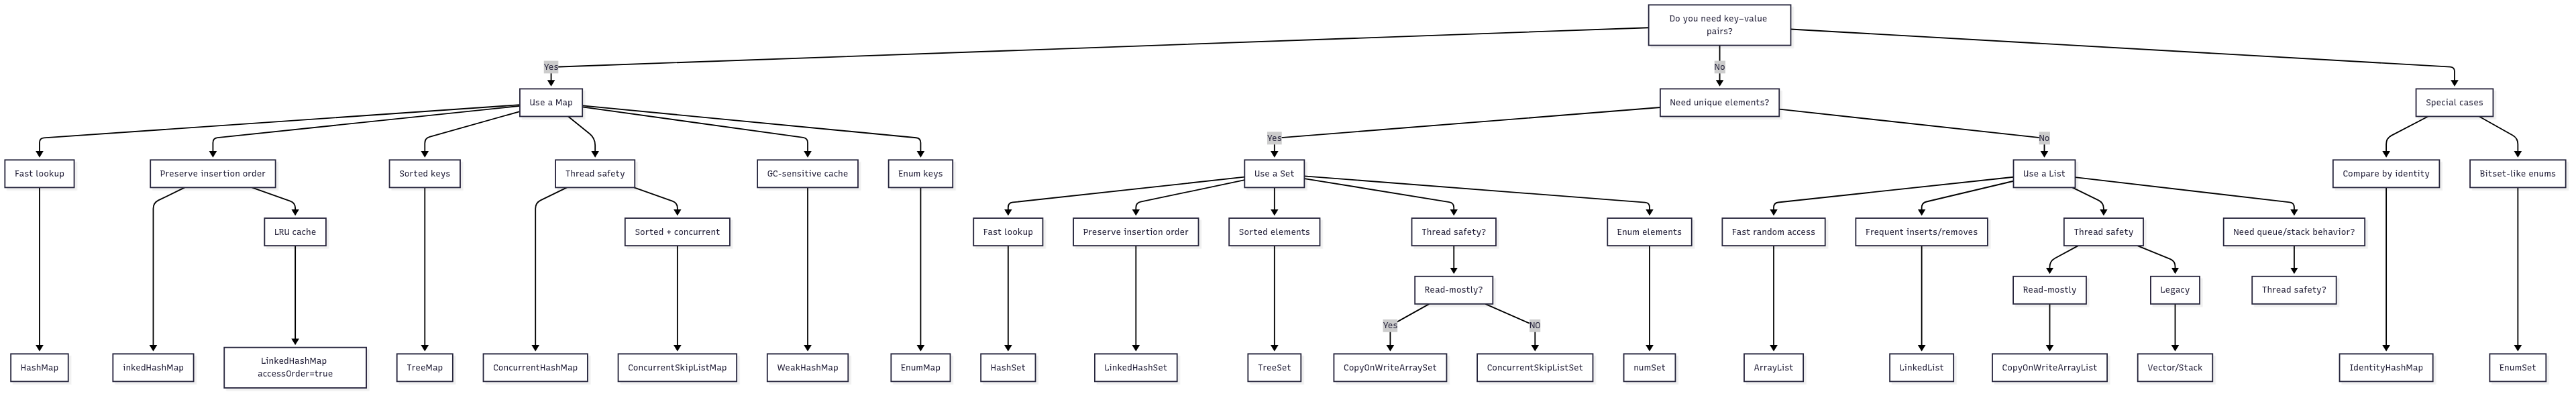 Do you need key–value
pairs?
Yes
No
Use a Map
Need unique elements?
Special cases
Yes
No
Fast lookup
Preserve insertion order
Sorted keys
Thread safety
GC-sensitive cache
Enum keys
Use a Set
Use a List
Compare by identity
Bitset-like enums
LRU cache
Sorted + concurrent
Fast lookup
Preserve insertion order
Sorted elements
Thread safety?
Enum elements
Fast random access
Frequent inserts/removes
Thread safety
Need queue/stack behavior?
Read-mostly?
Read-mostly
Legacy
Thread safety?
Yes
NO
HashMap
inkedHashMap
LinkedHashMap
accessOrder=true
TreeMap
ConcurrentHashMap
ConcurrentSkipListMap
WeakHashMap
EnumMap
HashSet
LinkedHashSet
TreeSet
CopyOnWriteArraySet
ConcurrentSkipListSet
numSet
ArrayList
LinkedList
CopyOnWriteArrayList
Vector/Stack
IdentityHashMap
EnumSet